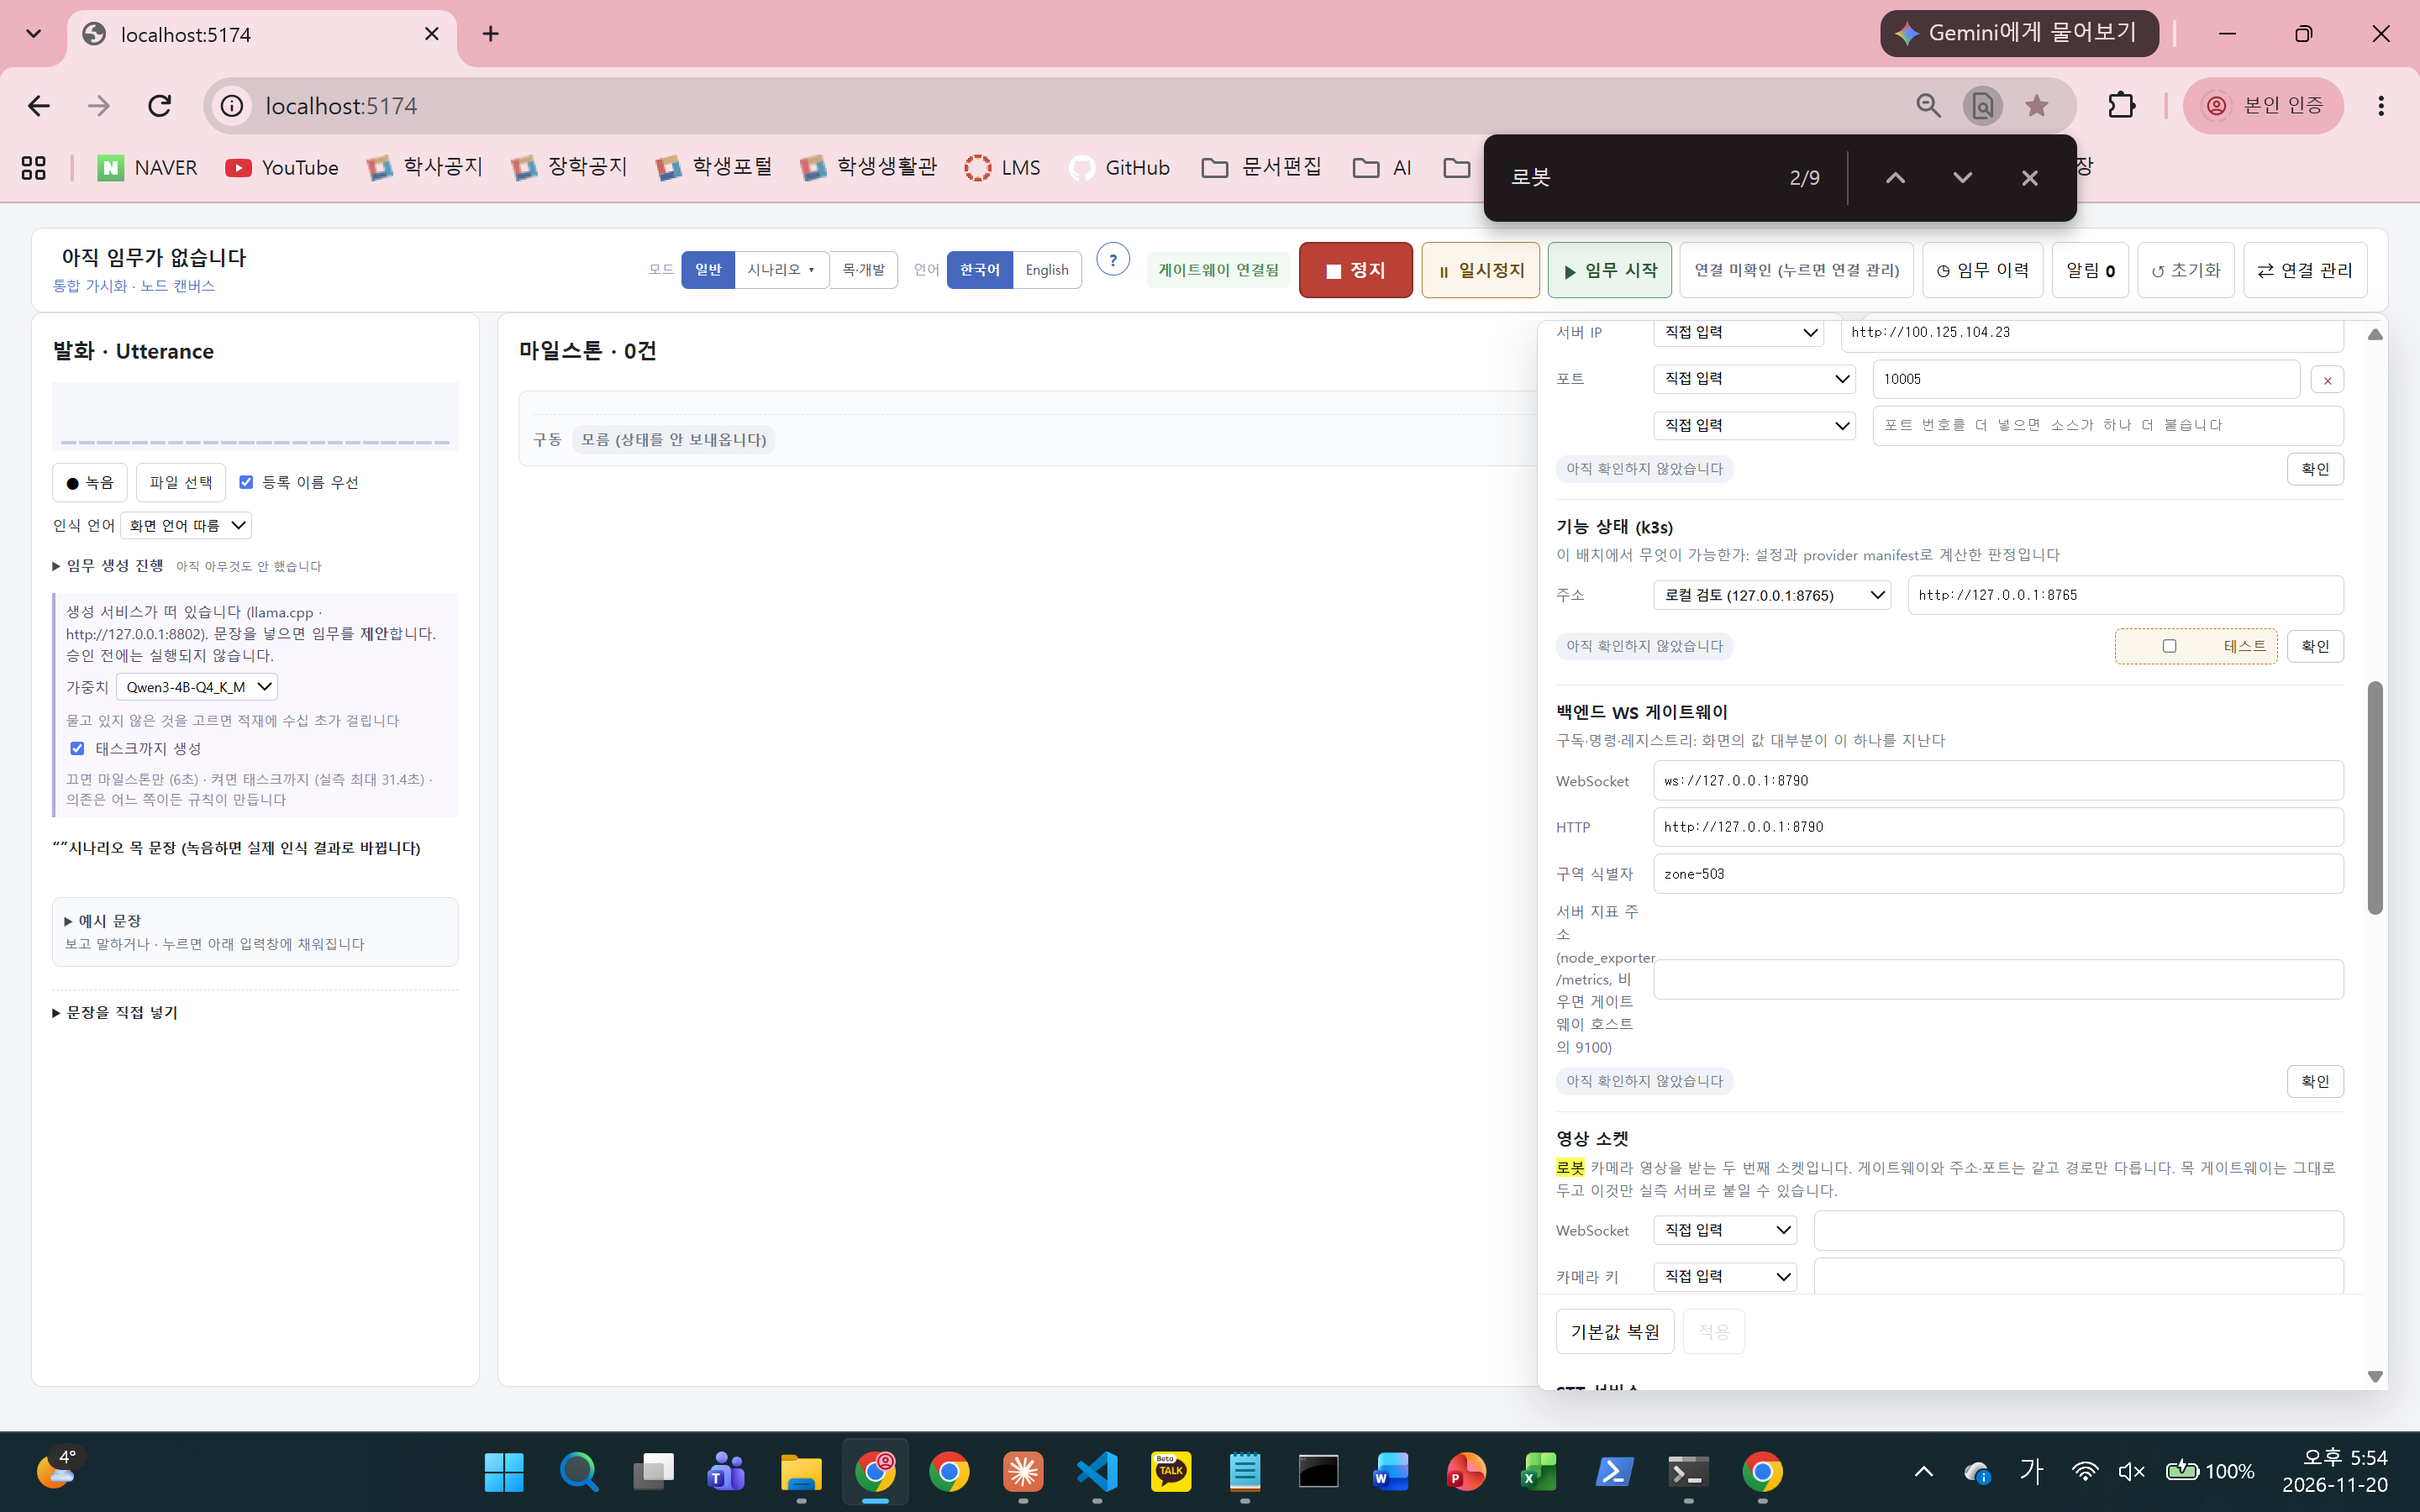 localhost:5174
Gemini에게 물어보기
localhost:5174
본인 인증
NAVER
YouTube
학사공지
장학공지
학생포털
학생생활관
LMS
GitHub
문서편집
AI
장
로봇
2/9
아직 임무가 없습니다
통합 가시화 · 노드 캔버스
모드
일반
시나리오 ▾
목·개발
언어
한국어
English
?
게이트웨이 연결됨
■ 정지
⏸ 일시정지
▶ 임무 시작
연결 미확인 (누르면 연결 관리)
◷ 임무 이력
알림 0
↺ 초기화
⇄ 연결 관리
발화 · Utterance
● 녹음
파일 선택
등록 이름 우선
인식 언어
화면 언어 따름
▶ 임무 생성 진행 아직 아무것도 안 했습니다
생성 서비스가 떠 있습니다 (llama.cpp ·
http://127.0.0.1:8802). 문장을 넣으면 임무를 제안합니다.
승인 전에는 실행되지 않습니다.
가중치
Qwen3-4B-Q4_K_M
물고 있지 않은 것을 고르면 적재에 수십 초가 걸립니다
태스크까지 생성
끄면 마일스톤만 (6초) · 켜면 태스크까지 (실측 최대 31.4초) ·
의존은 어느 쪽이든 규칙이 만듭니다
“”시나리오 목 문장 (녹음하면 실제 인식 결과로 바뀝니다)
▶ 예시 문장
보고 말하거나 · 누르면 아래 입력창에 채워집니다
▶ 문장을 직접 넣기
마일스톤 · 0건
구동
모름 (상태를 안 보내옵니다)
서버 IP
직접 입력
http://100.125.104.23
포트
직접 입력
10005
×
직접 입력
포트 번호를 더 넣으면 소스가 하나 더 붙습니다
아직 확인하지 않았습니다
확인
기능 상태 (k3s)
이 배치에서 무엇이 가능한가: 설정과 provider manifest로 계산한 판정입니다
주소
로컬 검토 (127.0.0.1:8765)
http://127.0.0.1:8765
아직 확인하지 않았습니다
테스트
확인
백엔드 WS 게이트웨이
구독·명령·레지스트리: 화면의 값 대부분이 이 하나를 지난다
WebSocket
ws://127.0.0.1:8790
HTTP
http://127.0.0.1:8790
구역 식별자
zone-503
서버 지표 주
소
(node_exporter
/metrics, 비
우면 게이트
웨이 호스트
의 9100)
아직 확인하지 않았습니다
확인
영상 소켓
로봇 카메라 영상을 받는 두 번째 소켓입니다. 게이트웨이와 주소·포트는 같고 경로만 다릅니다. 목 게이트웨이는 그대로
두고 이것만 실측 서버로 붙일 수 있습니다.
WebSocket
직접 입력
카메라 키
직접 입력
기본값 복원
적용
STT 서비스
4°
가
100%
오후 5:54
2026-11-20